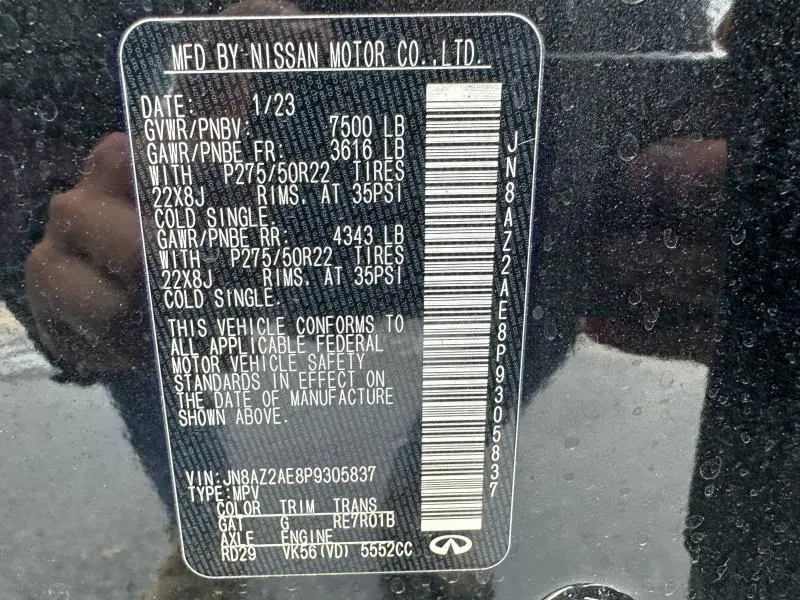 MFD BY NISSAN MOTOR CO.,LTD.
DATE: 1/23
GVWR/PNBV: 7500 LB
GAWR/PNBE FR: 3616 LB
WITH P275/50R22 TIRES
22X8J RIMS. AT 35PSI
COLD SINGLE.
GAWR/PNBE RR: 4343 LB
WITH P275/50R22 TIRES
22X8J RIMS. AT 35PSI
COLD SINGLE.
THIS VEHICLE CONFORMS TO
ALL APPLICABLE FEDERAL
MOTOR VEHICLE SAFETY
STANDARDS IN EFFECT ON
THE DATE OF MANUFACTURE
SHOWN ABOVE.
VIN:JN8AZ2AE8P9305837
TYPE:MPV
COLOR TRIM TRANS
GAT G RE7R01B
AXLE ENGINE
RD29 VK56(VD) 5552CC
JN8AZ2AE8P9305837